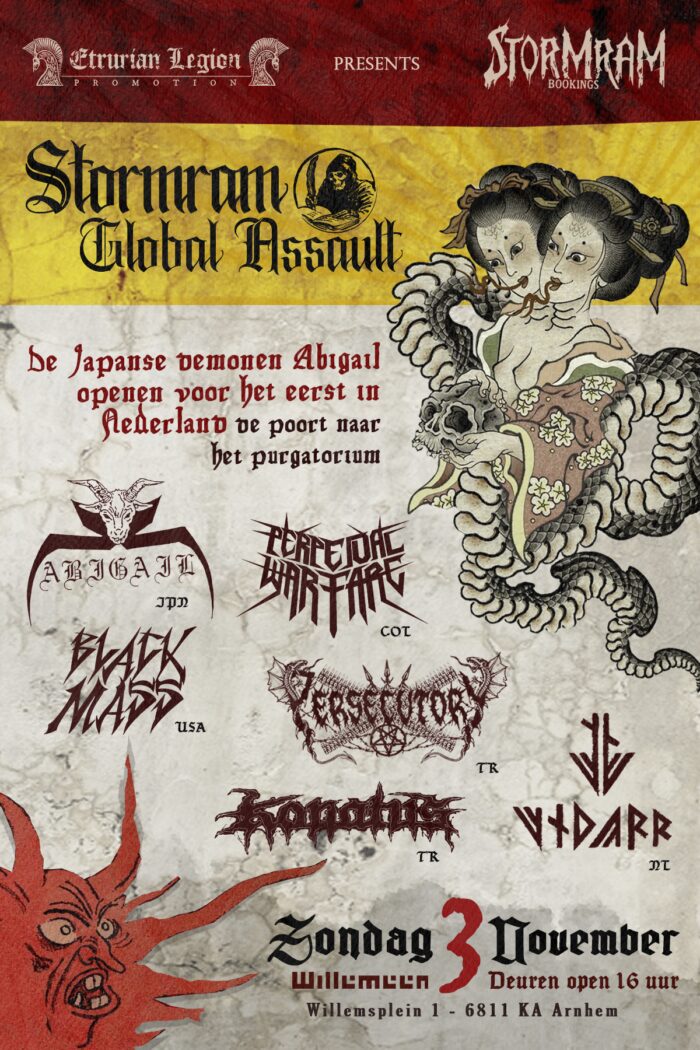 Etrurian Legion
PROMOTION
PRESENTS
STORMRAM
BOOKINGS
Stormram
Global Assault
De Japanse demonen Abigail
openen voor het eerst in
Nederland de poort naar
het purgatorium
ABIGAIL
JPN
PERPETUAL
WARFARE
COL
BLACK
MASS
USA
PERSECUTORY
TR
Konatus
TR
VIDARR
NL
Zondag 3 November
Willemeen Deuren open 16 uur
Willemsplein 1 - 6811 KA Arnhem